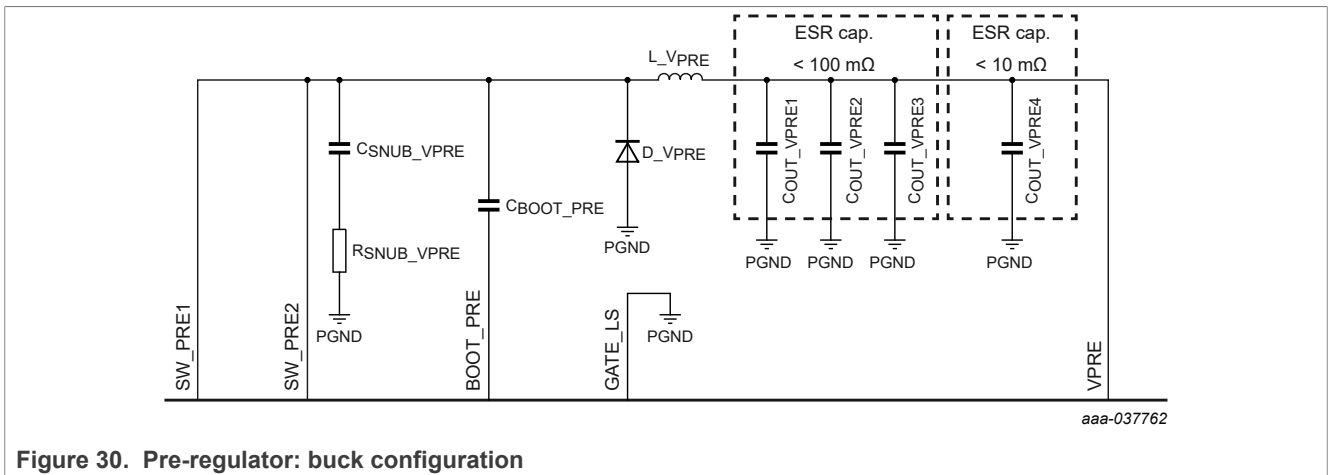 ESR cap.
< 100 mΩ
ESR cap.
< 10 mΩ
L_VPRE
CSNUB_VPRE
RSNUB_VPRE
PGND
CBOOT_PRE
D_VPRE
PGND
COUT_VPRE1
COUT_VPRE2
COUT_VPRE3
COUT_VPRE4
PGND
PGND
PGND
PGND
PGND
SW_PRE1
SW_PRE2
BOOT_PRE
GATE_LS
VPRE
aaa-037762
Figure 30. Pre-regulator: buck configuration